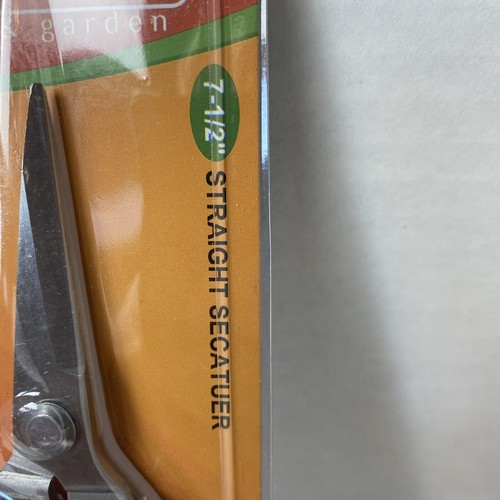 & garden
7-1/2" STRAIGHT SECATUER